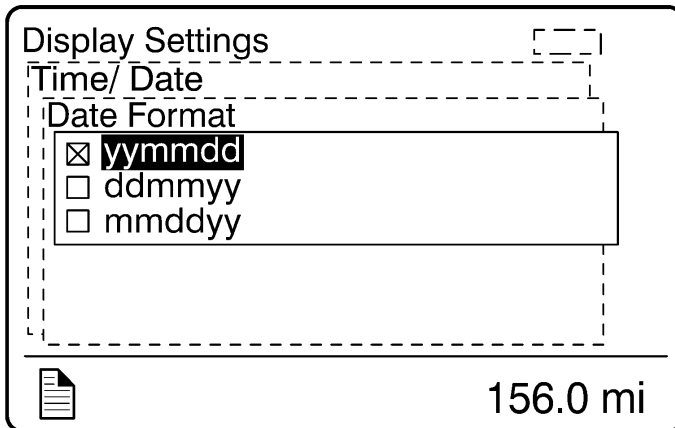 Display Settings
Time/ Date
Date Format
yymmdd
ddmmyy
mmddyy
156.0 mi